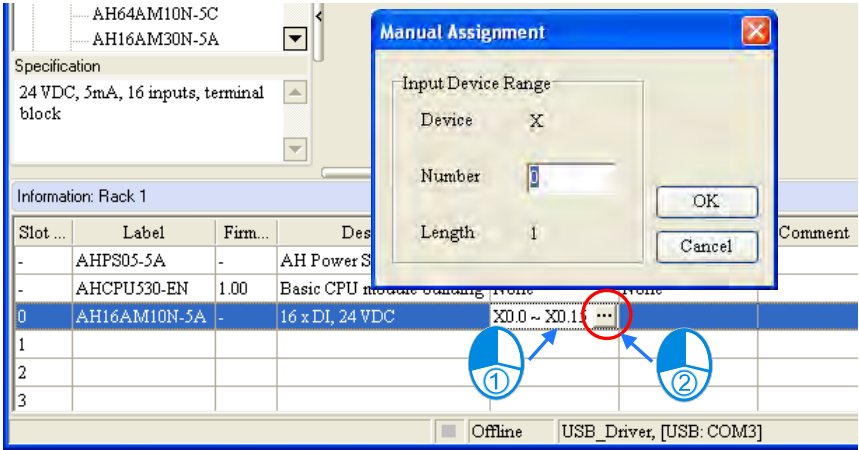 AH64AM10N-5C
AH16AM30N-5A
Specification
24 VDC, 5mA, 16 inputs, terminal
block
Manual Assignment
Input Device Range
Device X
Number 0
Length 1
OK
Cancel
Information: Rack 1
Slot ... Label Firm... Des Comment
- AHPS05-5A - AH Power S
- AHCPU530-EN 1.00 Basic CPU module building None None
0 AH16AM10N-5A - 16 x DI, 24 VDC X0.0 ~ X0.15 ...
1
2
3
① ②
Offline USB_Driver, [USB: COM3]